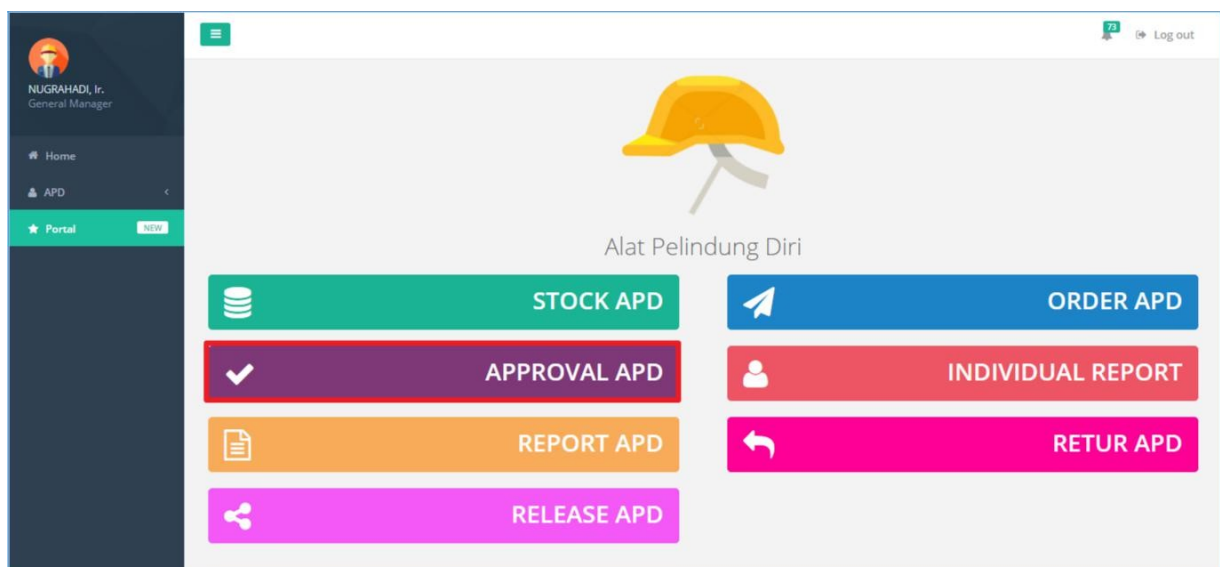 NUGRAHADI, Ir.
General Manager
Home
APD
Portal
NEW
73
Log out
Alat Pelindung Diri
STOCK APD
ORDER APD
APPROVAL APD
INDIVIDUAL REPORT
REPORT APD
RETUR APD
RELEASE APD